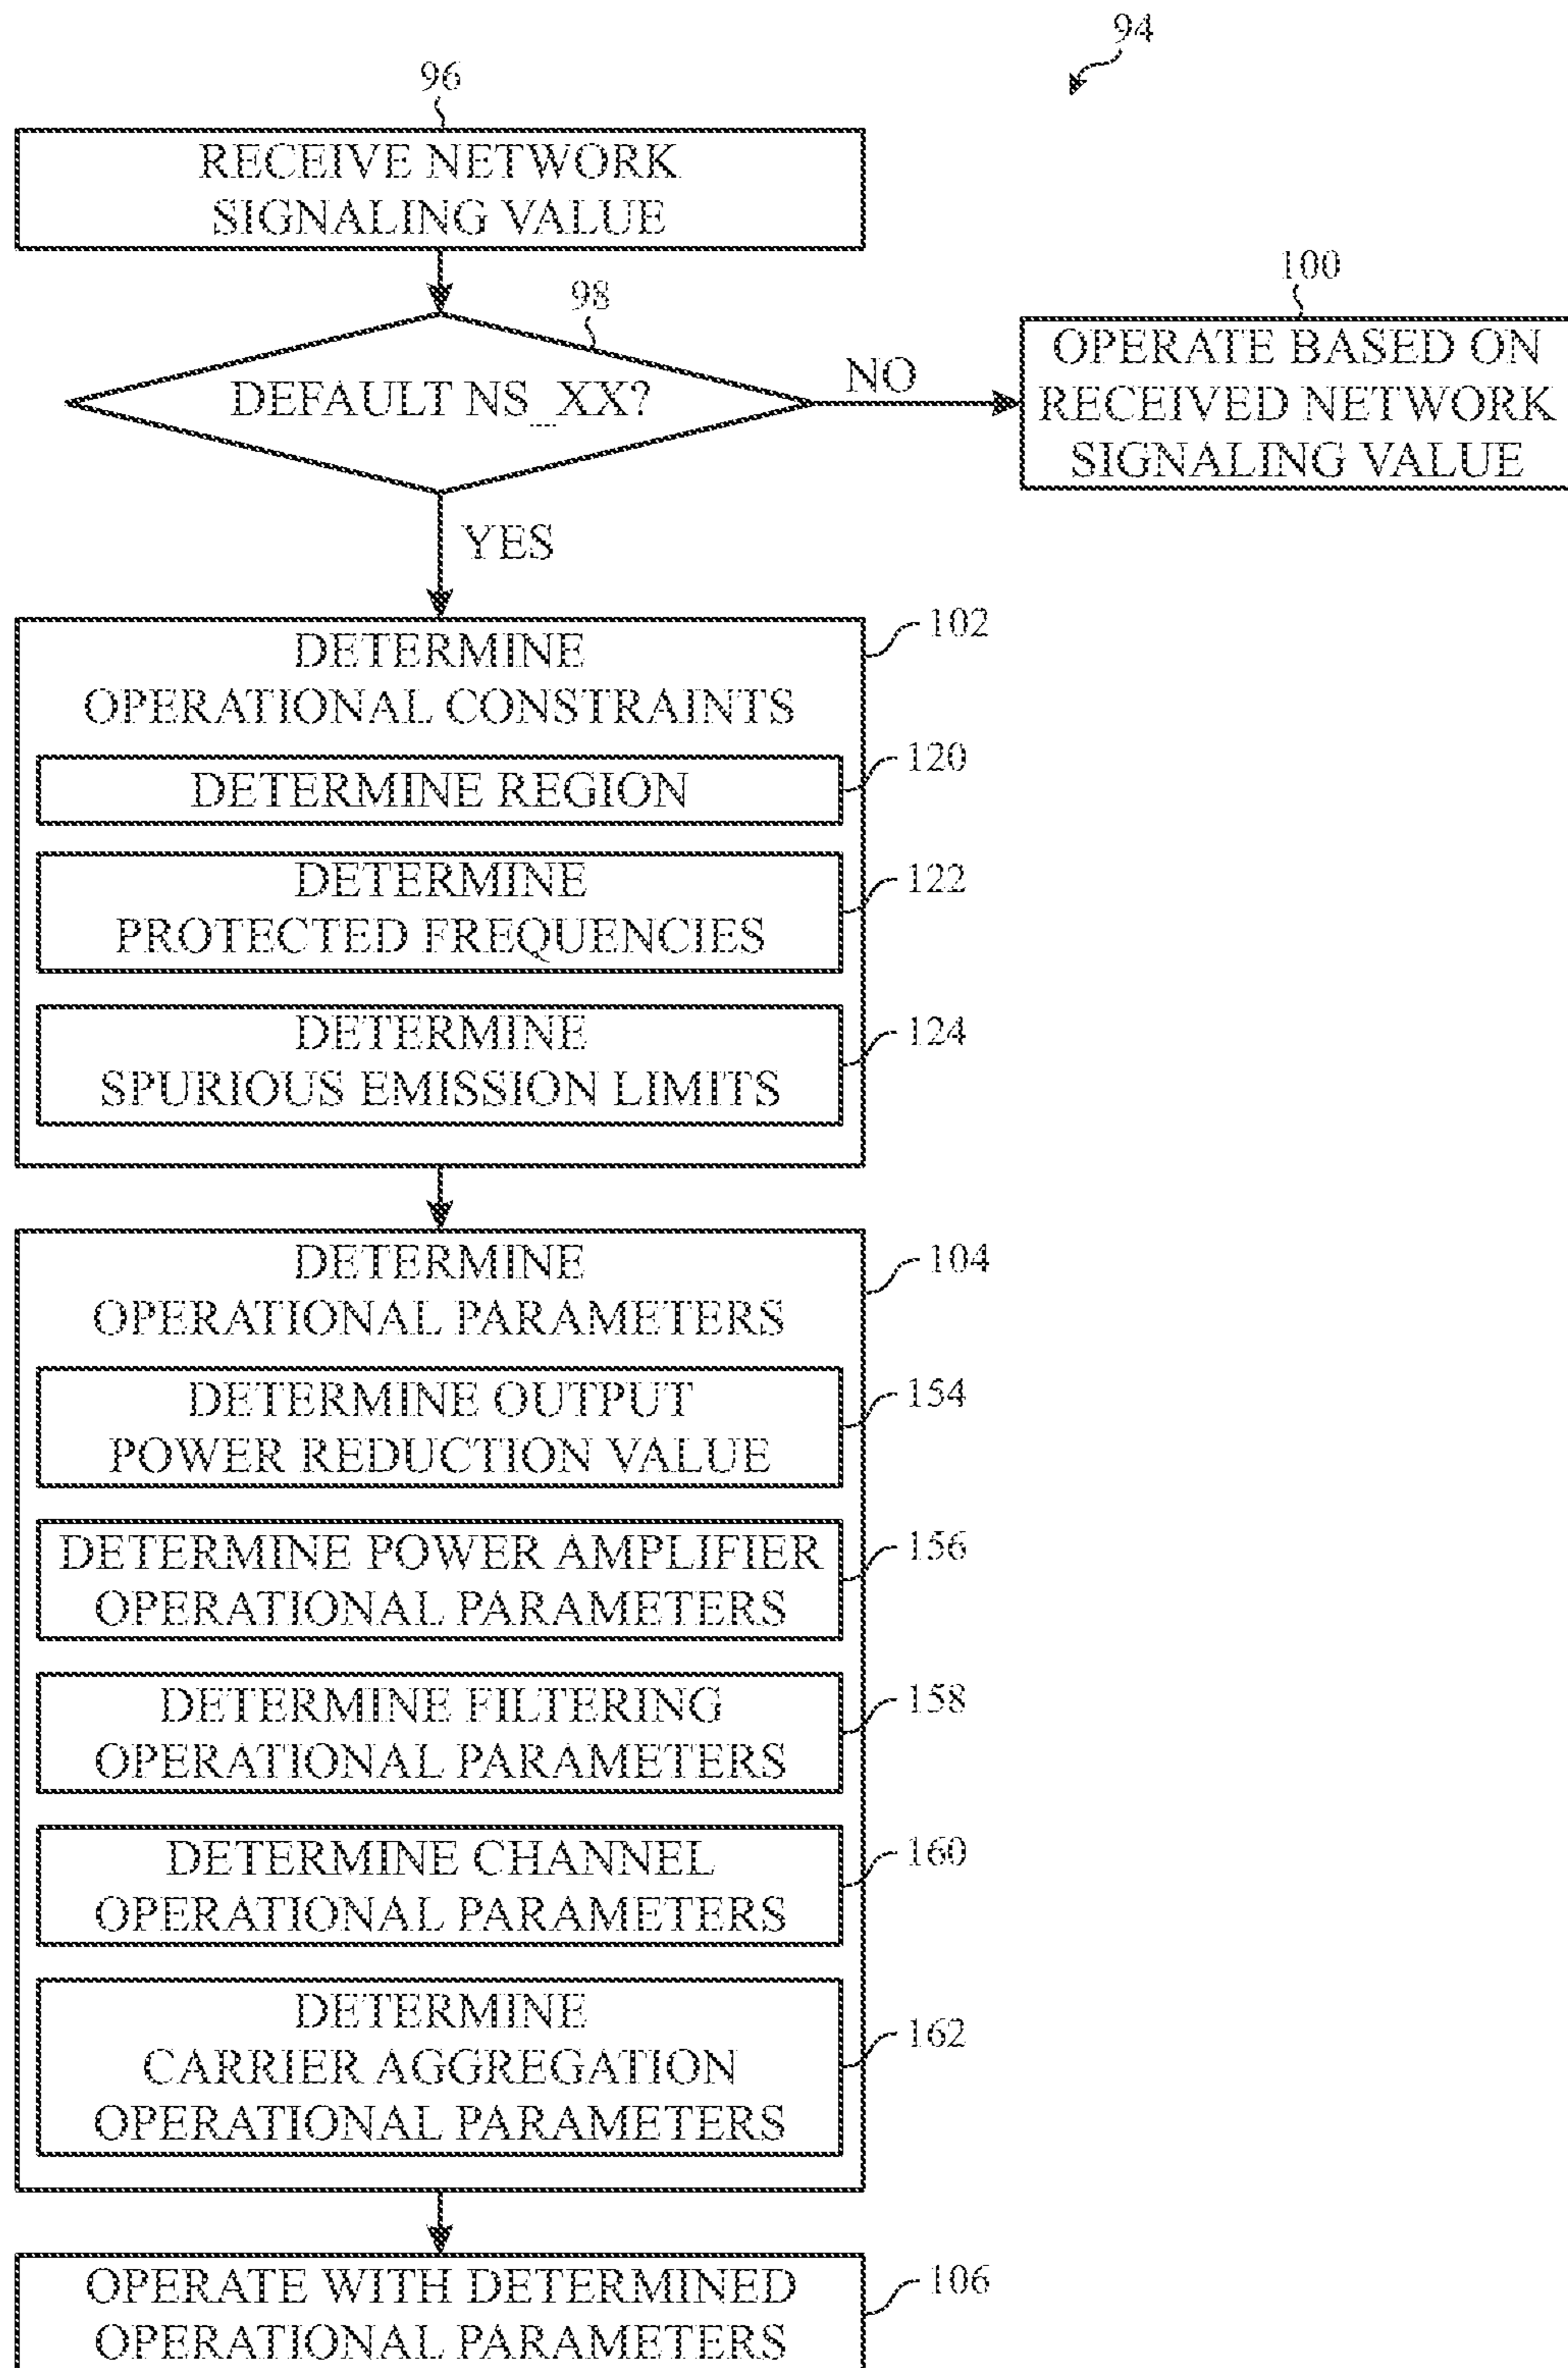 94
96
RECEIVE NETWORK
SIGNALING VALUE
98
DEFAULT NS_XX?
NO
100
OPERATE BASED ON
RECEIVED NETWORK
SIGNALING VALUE
YES
102
DETERMINE
OPERATIONAL CONSTRAINTS
120
DETERMINE REGION
122
DETERMINE
PROTECTED FREQUENCIES
124
DETERMINE
SPURIOUS EMISSION LIMITS
104
DETERMINE
OPERATIONAL PARAMETERS
154
DETERMINE OUTPUT
POWER REDUCTION VALUE
156
DETERMINE POWER AMPLIFIER
OPERATIONAL PARAMETERS
158
DETERMINE FILTERING
OPERATIONAL PARAMETERS
160
DETERMINE CHANNEL
OPERATIONAL PARAMETERS
162
DETERMINE
CARRIER AGGREGATION
OPERATIONAL PARAMETERS
106
OPERATE WITH DETERMINED
OPERATIONAL PARAMETERS